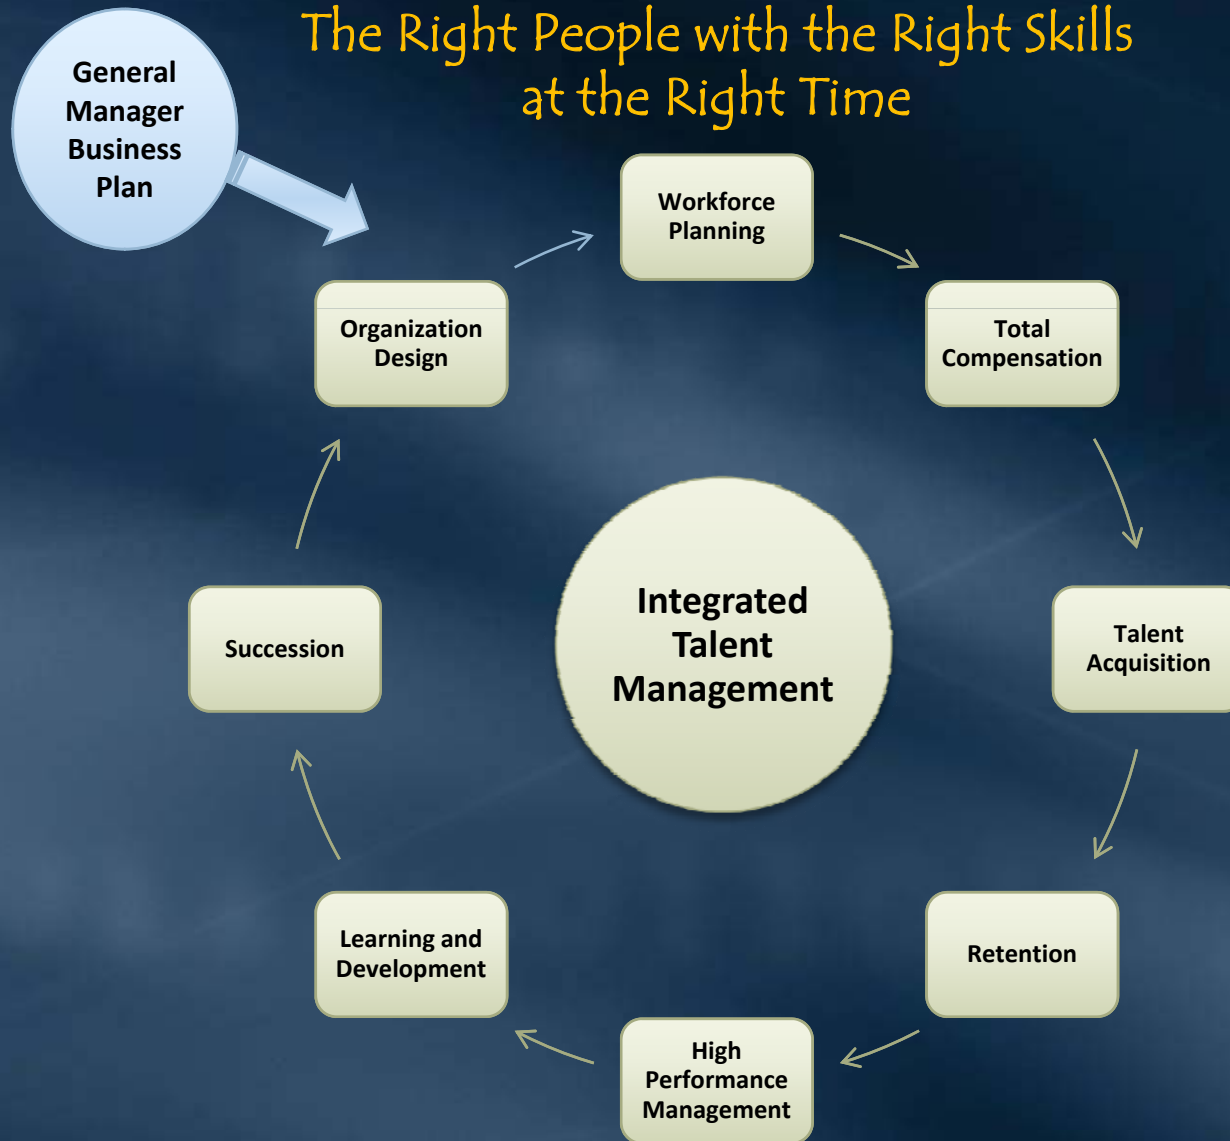 The Right People with the Right Skills
at the Right Time
General
Manager
Business
Plan
Workforce
Planning
Total
Compensation
Talent
Acquisition
Retention
High
Performance
Management
Learning and
Development
Succession
Organization
Design
Integrated
Talent
Management